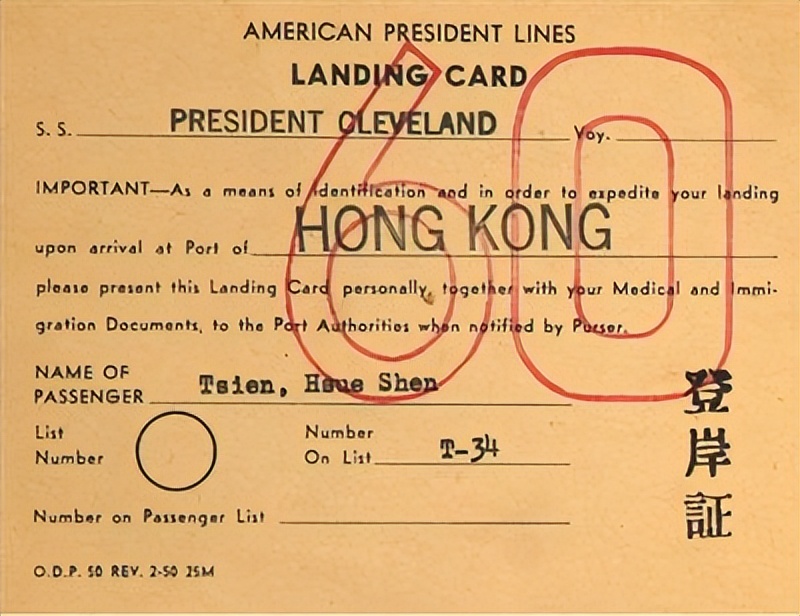 AMERICAN PRESIDENT LINES
LANDING CARD
S. S. PRESIDENT CLEVELAND Voy.
IMPORTANT—As a means of identification and in order to expedite your landing
upon arrival at Port of HONG KONG
please present this Landing Card personally, together with your Medical and Immi-
gration Documents, to the Port Authorities when notified by Purser.
60
NAME OF
PASSENGER Tsien, Hsue Shen
List
Number
Number
On List T-34
Number on Passenger List
登岸証
O.D.P. 50 REV. 2-50 25M